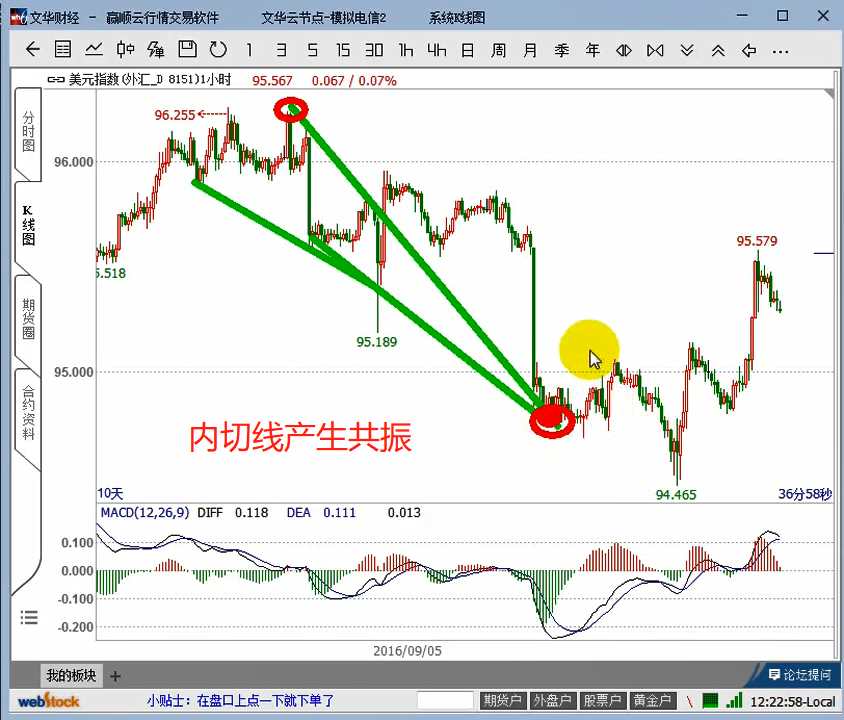 文华财经 - 赢顺云行情交易软件 文华云节点-模拟电信2 系统K线图
1 3 5 15 30 1h 4H 日 周 月 季 年
美元指数(外汇_D 8151)1小时 95.567 0.067 / 0.07%
分时图
K线图
期货圈
合约资料
96.255
96.000
5.518
95.579
95.189
95.000
内切线产生共振
94.465
10天 36分58秒
MACD(12,26,9) DIFF 0.118 DEA 0.111 0.013
0.100
0.000
-0.100
-0.200
2016/09/05
我的板块 +
论坛提问
webStock 小贴士：在盘口上点一下就下单了 期货户 外盘户 股票户 黄金户 12:22:58-Local